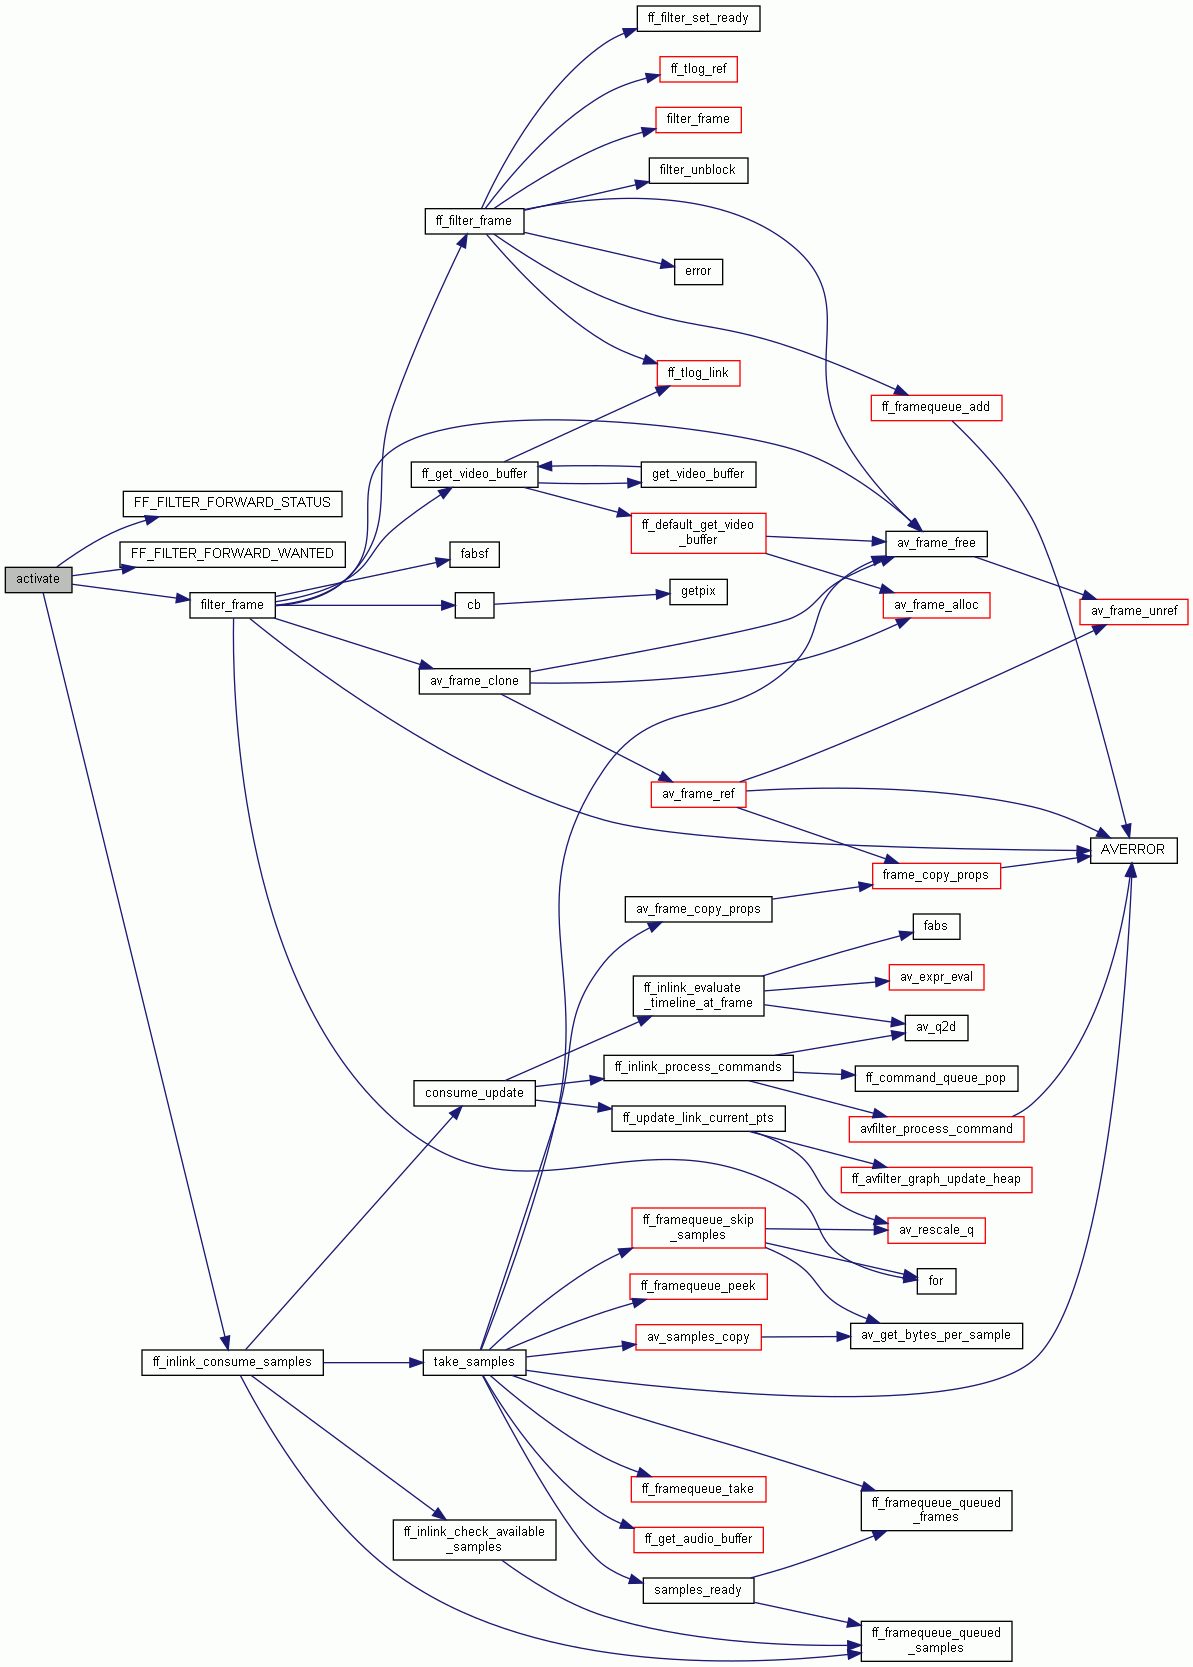 ff_filter_set_ready
ff_tlog_ref
filter_frame
filter_unblock
ff_filter_frame
error
ff_tlog_link
ff_framequeue_add
ff_get_video_buffer
get_video_buffer
FF_FILTER_FORWARD_STATUS
ff_default_get_video
_buffer
av_frame_free
FF_FILTER_FORWARD_WANTED
fabsf
activate
filter_frame
cb
getpix
av_frame_alloc
av_frame_unref
av_frame_clone
av_frame_ref
AVERROR
frame_copy_props
av_frame_copy_props
fabs
ff_inlink_evaluate
_timeline_at_frame
av_expr_eval
av_q2d
ff_inlink_process_commands
ff_command_queue_pop
consume_update
ff_update_link_current_pts
avfilter_process_command
ff_avfilter_graph_update_heap
ff_framequeue_skip
_samples
av_rescale_q
for
ff_framequeue_peek
av_samples_copy
av_get_bytes_per_sample
ff_inlink_consume_samples
take_samples
ff_framequeue_take
ff_framequeue_queued
_frames
ff_inlink_check_available
_samples
ff_get_audio_buffer
samples_ready
ff_framequeue_queued
_samples